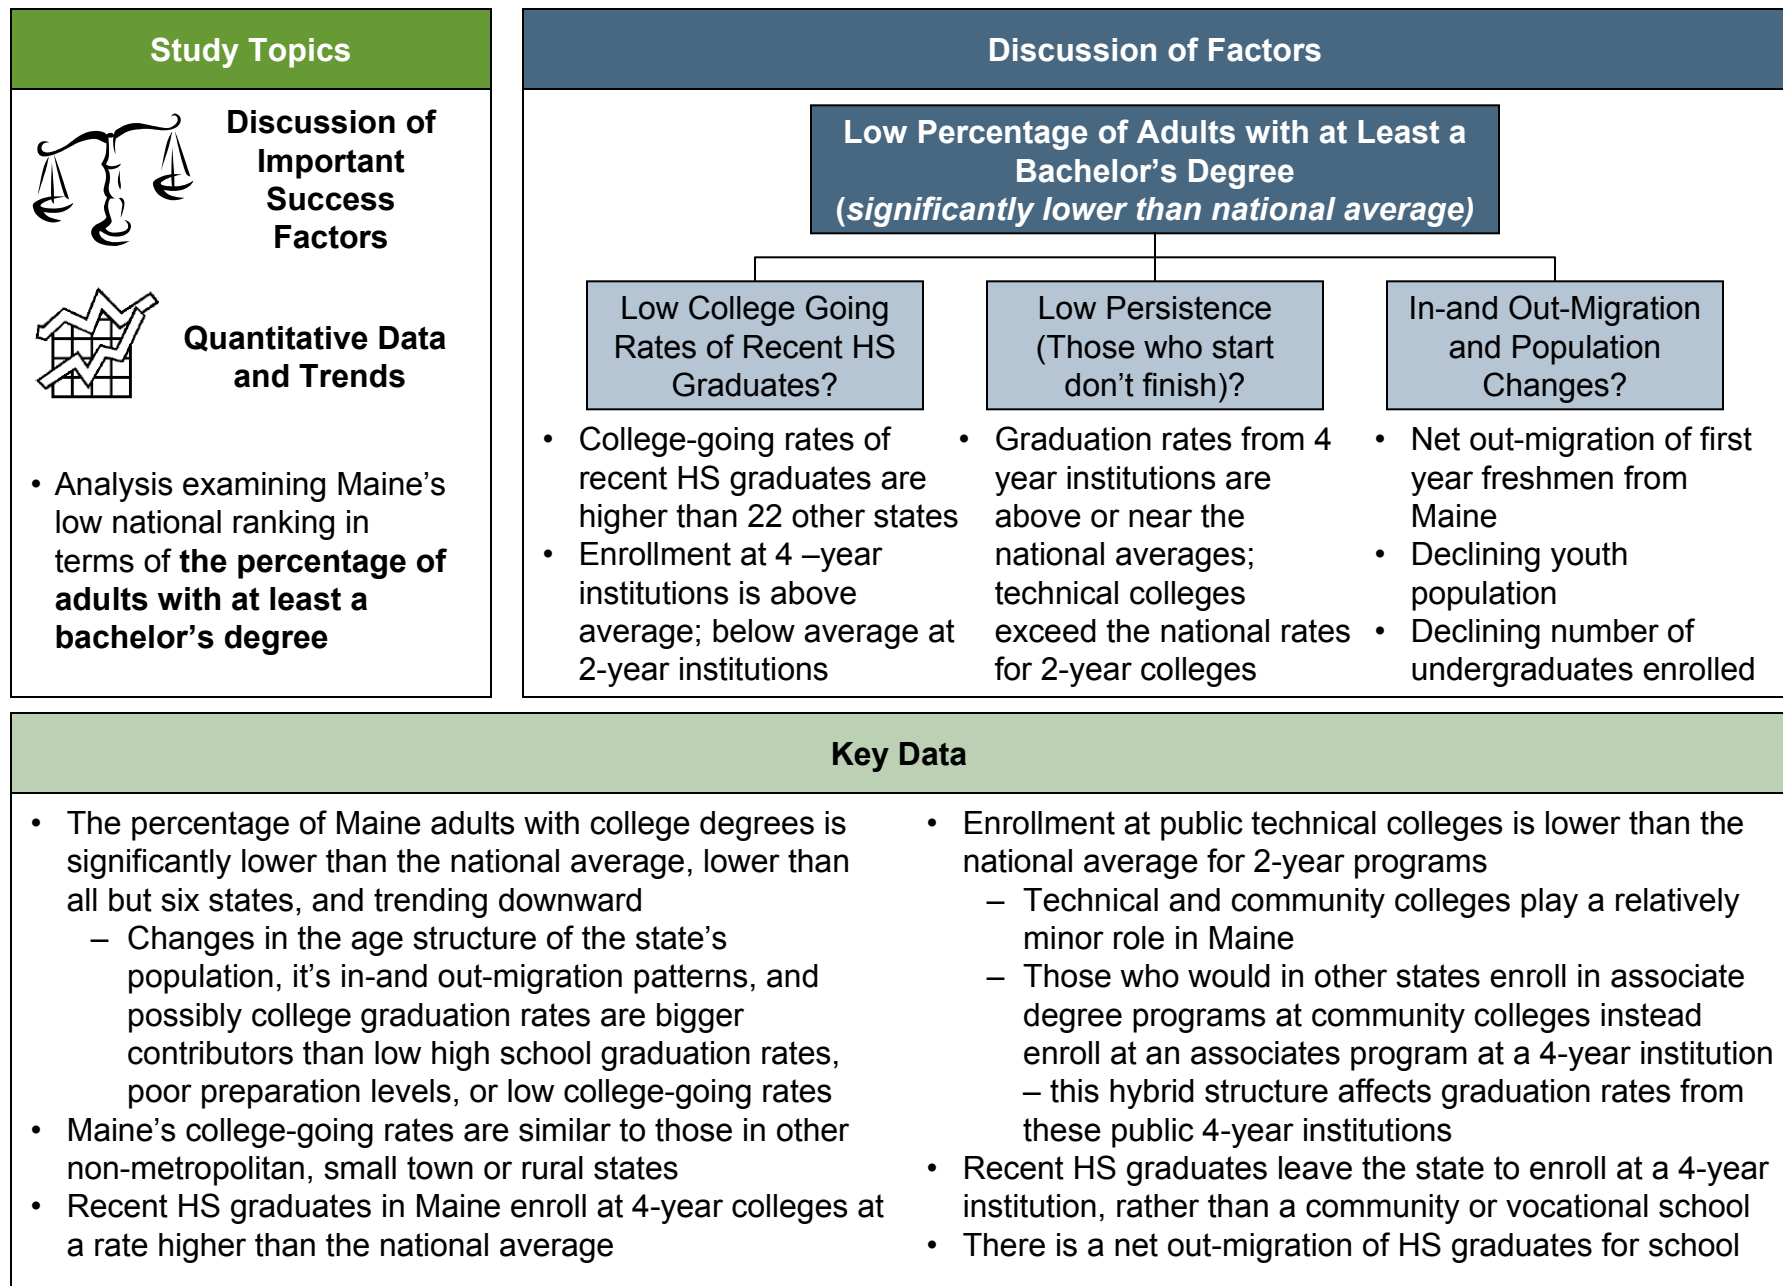 Study Topics
Discussion of
Important
Success
Factors
Quantitative Data
and Trends
• Analysis examining Maine's
low national ranking in
terms of the percentage of
adults with at least a
bachelor's degree
Discussion of Factors
Low Percentage of Adults with at Least a
Bachelor's Degree
(significantly lower than national average)
Low College Going
Rates of Recent HS
Graduates?
• College-going rates of
recent HS graduates are
higher than 22 other states
• Enrollment at 4 –year
institutions is above
average; below average at
2-year institutions
Low Persistence
(Those who start
don't finish)?
• Graduation rates from 4
year institutions are
above or near the
national averages;
technical colleges
exceed the national rates
for 2-year colleges
In-and Out-Migration
and Population
Changes?
• Net out-migration of first
year freshmen from
Maine
• Declining youth
population
• Declining number of
undergraduates enrolled
Key Data
• The percentage of Maine adults with college degrees is
significantly lower than the national average, lower than
all but six states, and trending downward
– Changes in the age structure of the state's
population, it's in-and out-migration patterns, and
possibly college graduation rates are bigger
contributors than low high school graduation rates,
poor preparation levels, or low college-going rates
• Maine's college-going rates are similar to those in other
non-metropolitan, small town or rural states
• Recent HS graduates in Maine enroll at 4-year colleges at
a rate higher than the national average
• Enrollment at public technical colleges is lower than the
national average for 2-year programs
– Technical and community colleges play a relatively
minor role in Maine
– Those who would in other states enroll in associate
degree programs at community colleges instead
enroll at an associates program at a 4-year institution
– this hybrid structure affects graduation rates from
these public 4-year institutions
• Recent HS graduates leave the state to enroll at a 4-year
institution, rather than a community or vocational school
• There is a net out-migration of HS graduates for school